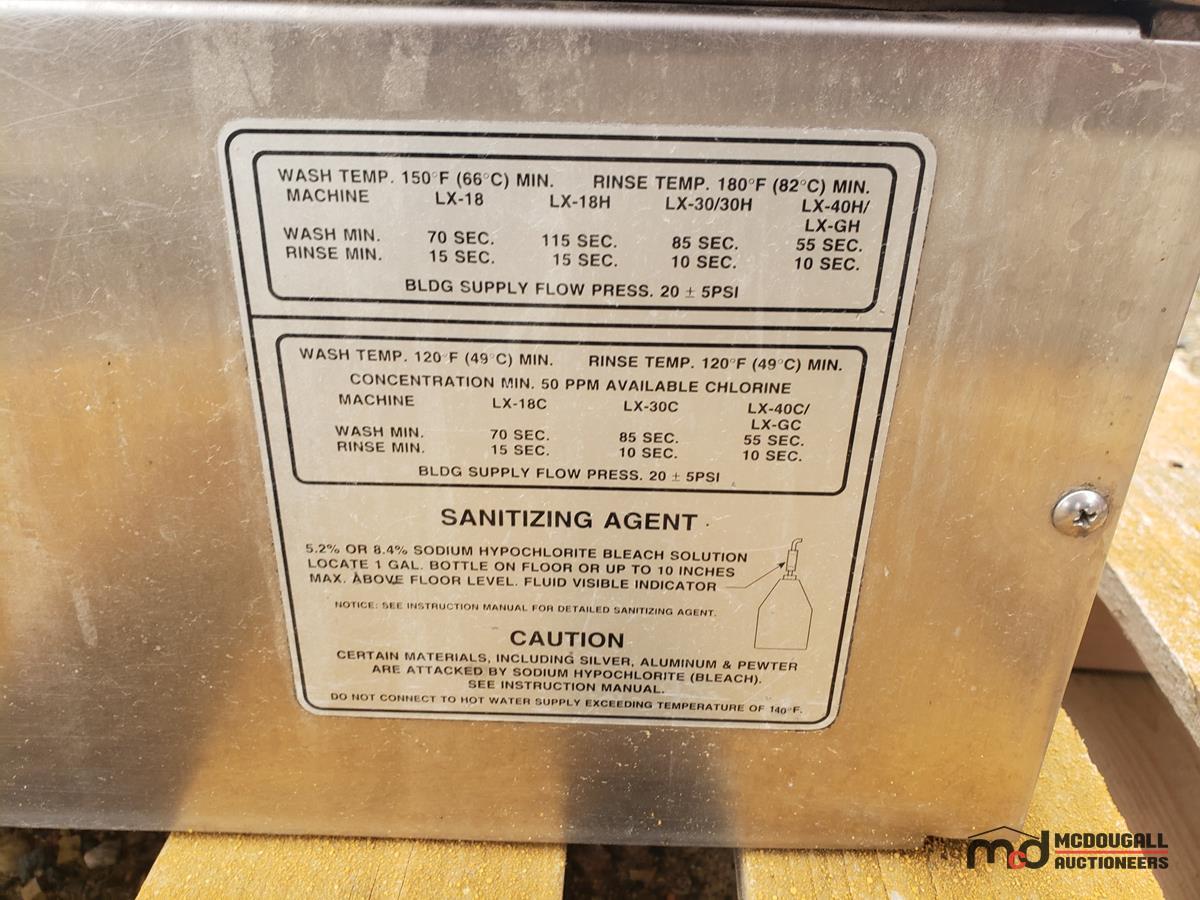 WASH TEMP. 150°F (66°C) MIN. RINSE TEMP. 180°F (82°C) MIN.
MACHINE LX-18 LX-18H LX-30/30H LX-40H/
LX-GH
WASH MIN. 70 SEC. 115 SEC. 85 SEC. 55 SEC.
RINSE MIN. 15 SEC. 15 SEC. 10 SEC. 10 SEC.
BLDG SUPPLY FLOW PRESS. 20 ± 5PSI
WASH TEMP. 120°F (49°C) MIN. RINSE TEMP. 120°F (49°C) MIN.
CONCENTRATION MIN. 50 PPM AVAILABLE CHLORINE
MACHINE LX-18C LX-30C LX-40C/
LX-GC
WASH MIN. 70 SEC. 85 SEC. 55 SEC.
RINSE MIN. 15 SEC. 10 SEC. 10 SEC.
BLDG SUPPLY FLOW PRESS. 20 ± 5PSI
SANITIZING AGENT
5.2% OR 8.4% SODIUM HYPOCHLORITE BLEACH SOLUTION
LOCATE 1 GAL. BOTTLE ON FLOOR OR UP TO 10 INCHES
MAX. ABOVE FLOOR LEVEL. FLUID VISIBLE INDICATOR
NOTICE: SEE INSTRUCTION MANUAL FOR DETAILED SANITIZING AGENT.
CAUTION
CERTAIN MATERIALS, INCLUDING SILVER, ALUMINUM & PEWTER
ARE ATTACKED BY SODIUM HYPOCHLORITE (BLEACH).
SEE INSTRUCTION MANUAL.
DO NOT CONNECT TO HOT WATER SUPPLY EXCEEDING TEMPERATURE OF 140°F.
mcd MCDOUGALL
AUCTIONEERS